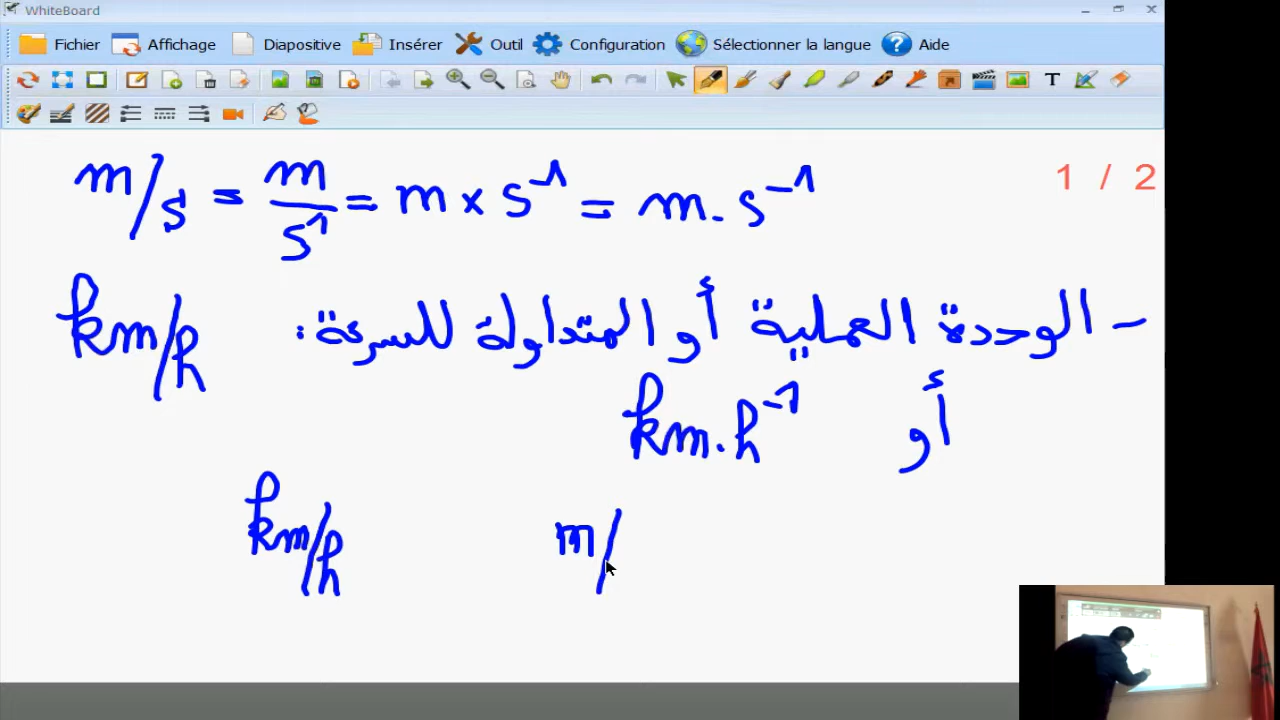 WhiteBoard
Fichier Affichage Diapositive Insérer Outil Configuration Sélectionner la langue Aide
1 / 2
m/s = m/s¹ = m × s⁻¹ = m. s⁻¹
- الوحدة العملية أو المتداولة للسرعة: km/h
أو km.h⁻¹
km/h m/